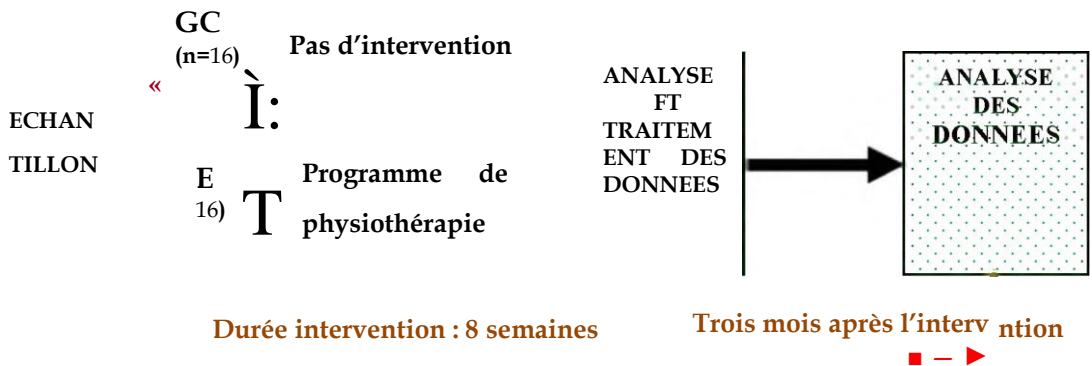 GC
(n=16)
Pas d’intervention
«
Ì:
ECHAN
TILLON
E
16)
T
Programme de
physiothérapie
ANALYSE
FT
TRAITEM
ENT DES
DONNEES
ANALYSE
DES
DONNEES
Durée intervention : 8 semaines
Trois mois après l’interv ntion